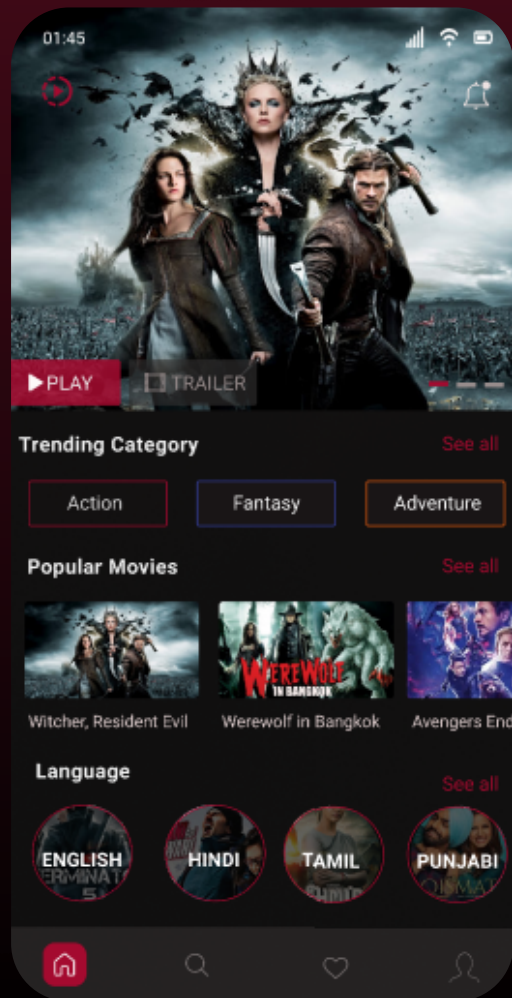 01:45
PLAY
TRAILER
Trending Category
See all
Action
Fantasy
Adventure
Popular Movies
See all
WEREWOLF
IN BANGKOK
Witcher, Resident Evil
Werewolf in Bangkok
Avengers End
Language
See all
ENGLISH
HINDI
TAMIL
PUNJABI